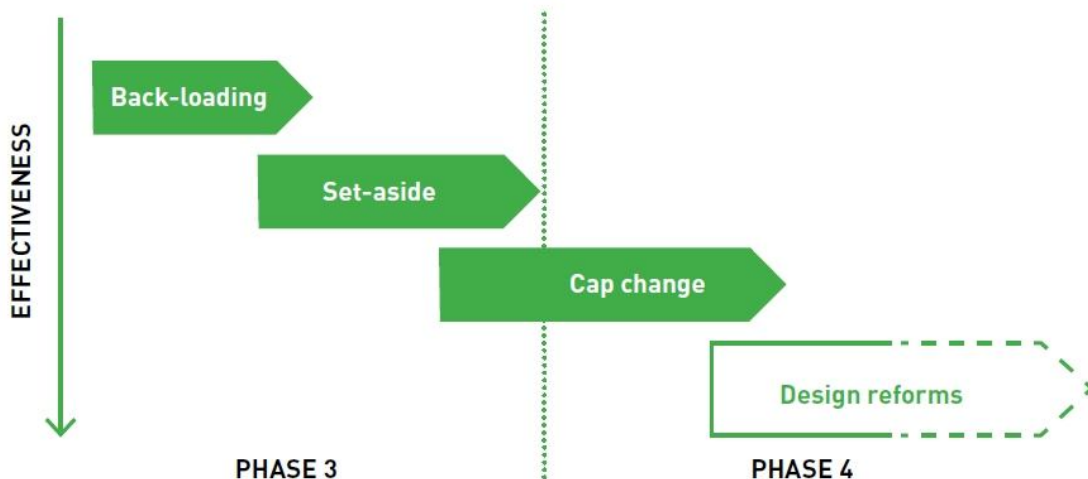 Back-loading
EFFECTIVENESS
Set-aside
Cap change
Design reforms
PHASE 3
PHASE 4